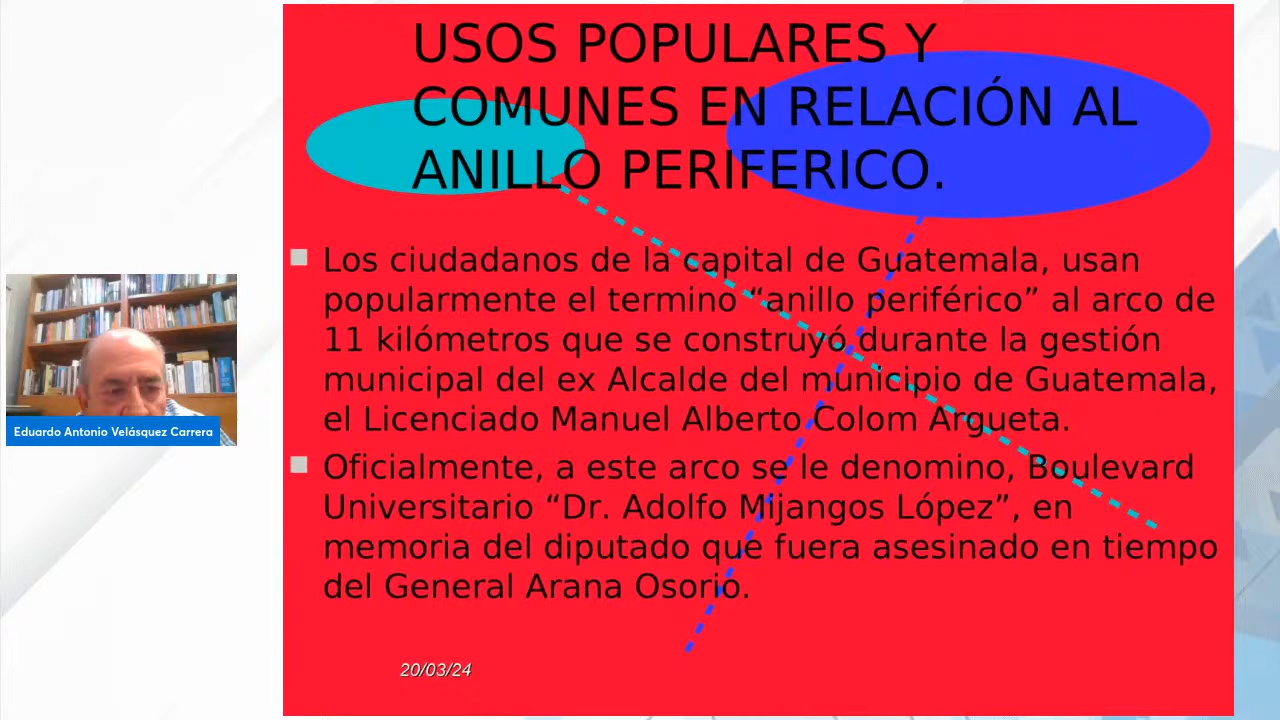 USOS POPULARES Y
COMUNES EN RELACIÓN AL
ANILLO PERIFERICO.
Los ciudadanos de la capital de Guatemala, usan
popularmente el termino “anillo periférico” al arco de
11 kilómetros que se construyó durante la gestión
municipal del ex Alcalde del municipio de Guatemala,
el Licenciado Manuel Alberto Colom Argueta.
Eduardo Antonio Velásquez Carrera
Oficialmente, a este arco se le denomino, Boulevard
Universitario “Dr. Adolfo Mijangos López”, en
memoria del diputado que fuera asesinado en tiempo
del General Arana Osorio.
20/03/24